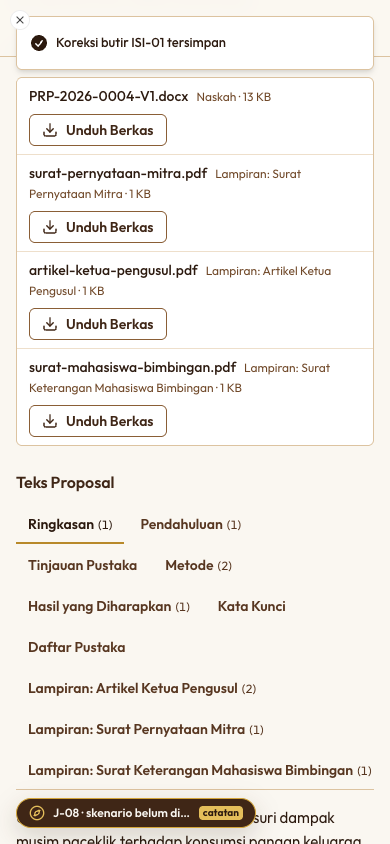 Koreksi butir ISI-01 tersimpan
PRP-2026-0004-V1.docx Naskah · 13 KB
Unduh Berkas
surat-pernyataan-mitra.pdf Lampiran: Surat
Pernyataan Mitra · 1 KB
Unduh Berkas
artikel-ketua-pengusul.pdf Lampiran: Artikel Ketua
Pengusul · 1 KB
Unduh Berkas
surat-mahasiswa-bimbingan.pdf Lampiran: Surat
Keterangan Mahasiswa Bimbingan · 1 KB
Unduh Berkas
Teks Proposal
Ringkasan (1) Pendahuluan (1)
Tinjauan Pustaka Metode (2)
Hasil yang Diharapkan (1) Kata Kunci
Daftar Pustaka
Lampiran: Artikel Ketua Pengusul (2)
Lampiran: Surat Pernyataan Mitra (1)
Lampiran: Surat Keterangan Mahasiswa Bimbingan (1)
J-08 · skenario belum di... catatan
suri dampak
musim paceklik terhadap konsumsi pangan keluarga